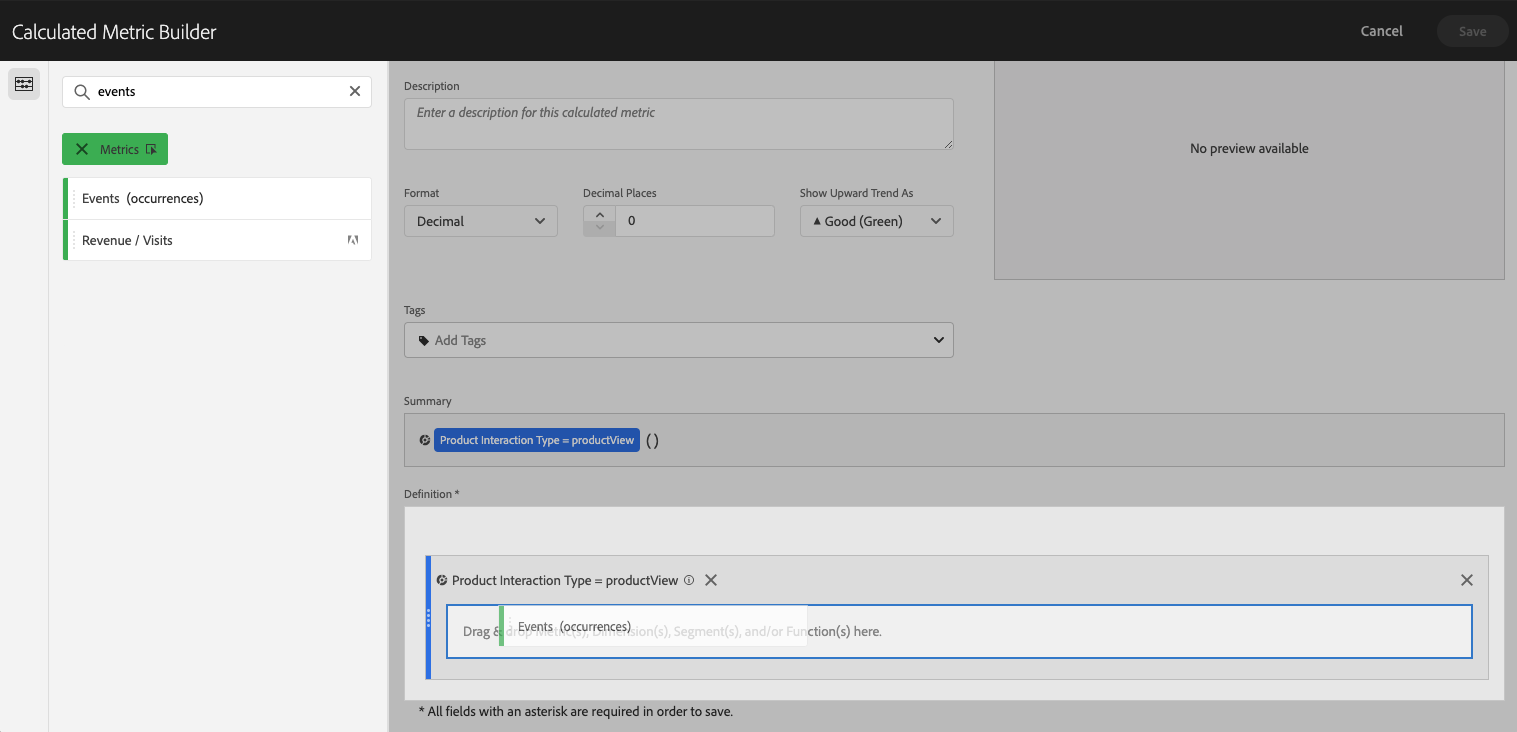 Calculated Metric Builder
Cancel
Save
events
Metrics
Events (occurrences)
Revenue / Visits
Description
Enter a description for this calculated metric
No preview available
Format
Decimal Places
Show Upward Trend As
Decimal
0
▲ Good (Green)
Tags
Add Tags
Summary
Product Interaction Type = productView ( )
Definition *
Product Interaction Type = productView
Events (occurrences)
Drag & drop Metric(s), Dimension(s), Segment(s), and/or Function(s) here.
* All fields with an asterisk are required in order to save.